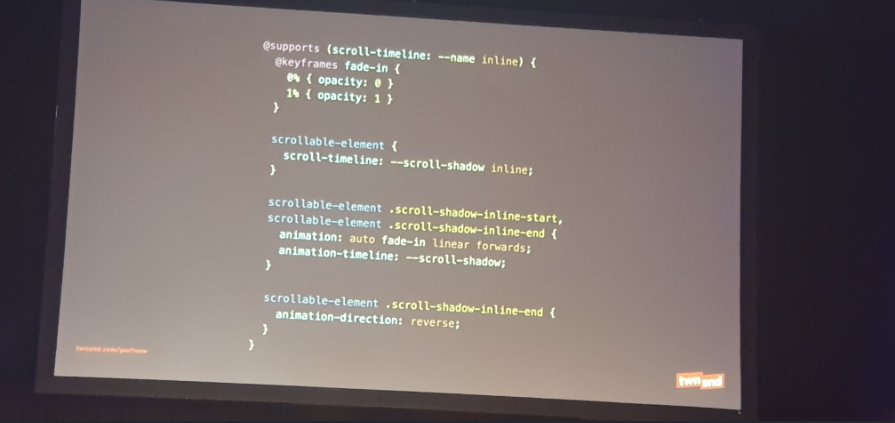 @supports (scroll-timeline: --name inline) {
@keyframes fade-in {
0% { opacity: 0 }
1% { opacity: 1 }
}
scrollable-element {
scroll-timeline: --scroll-shadow inline;
}
scrollable-element .scroll-shadow-inline-start,
scrollable-element .scroll-shadow-inline-end {
animation: auto fade-in linear forwards;
animation-timeline: --scroll-shadow;
}
scrollable-element .scroll-shadow-inline-end {
animation-direction: reverse;
}
}
twnsnd.com/perfnow
twn snd